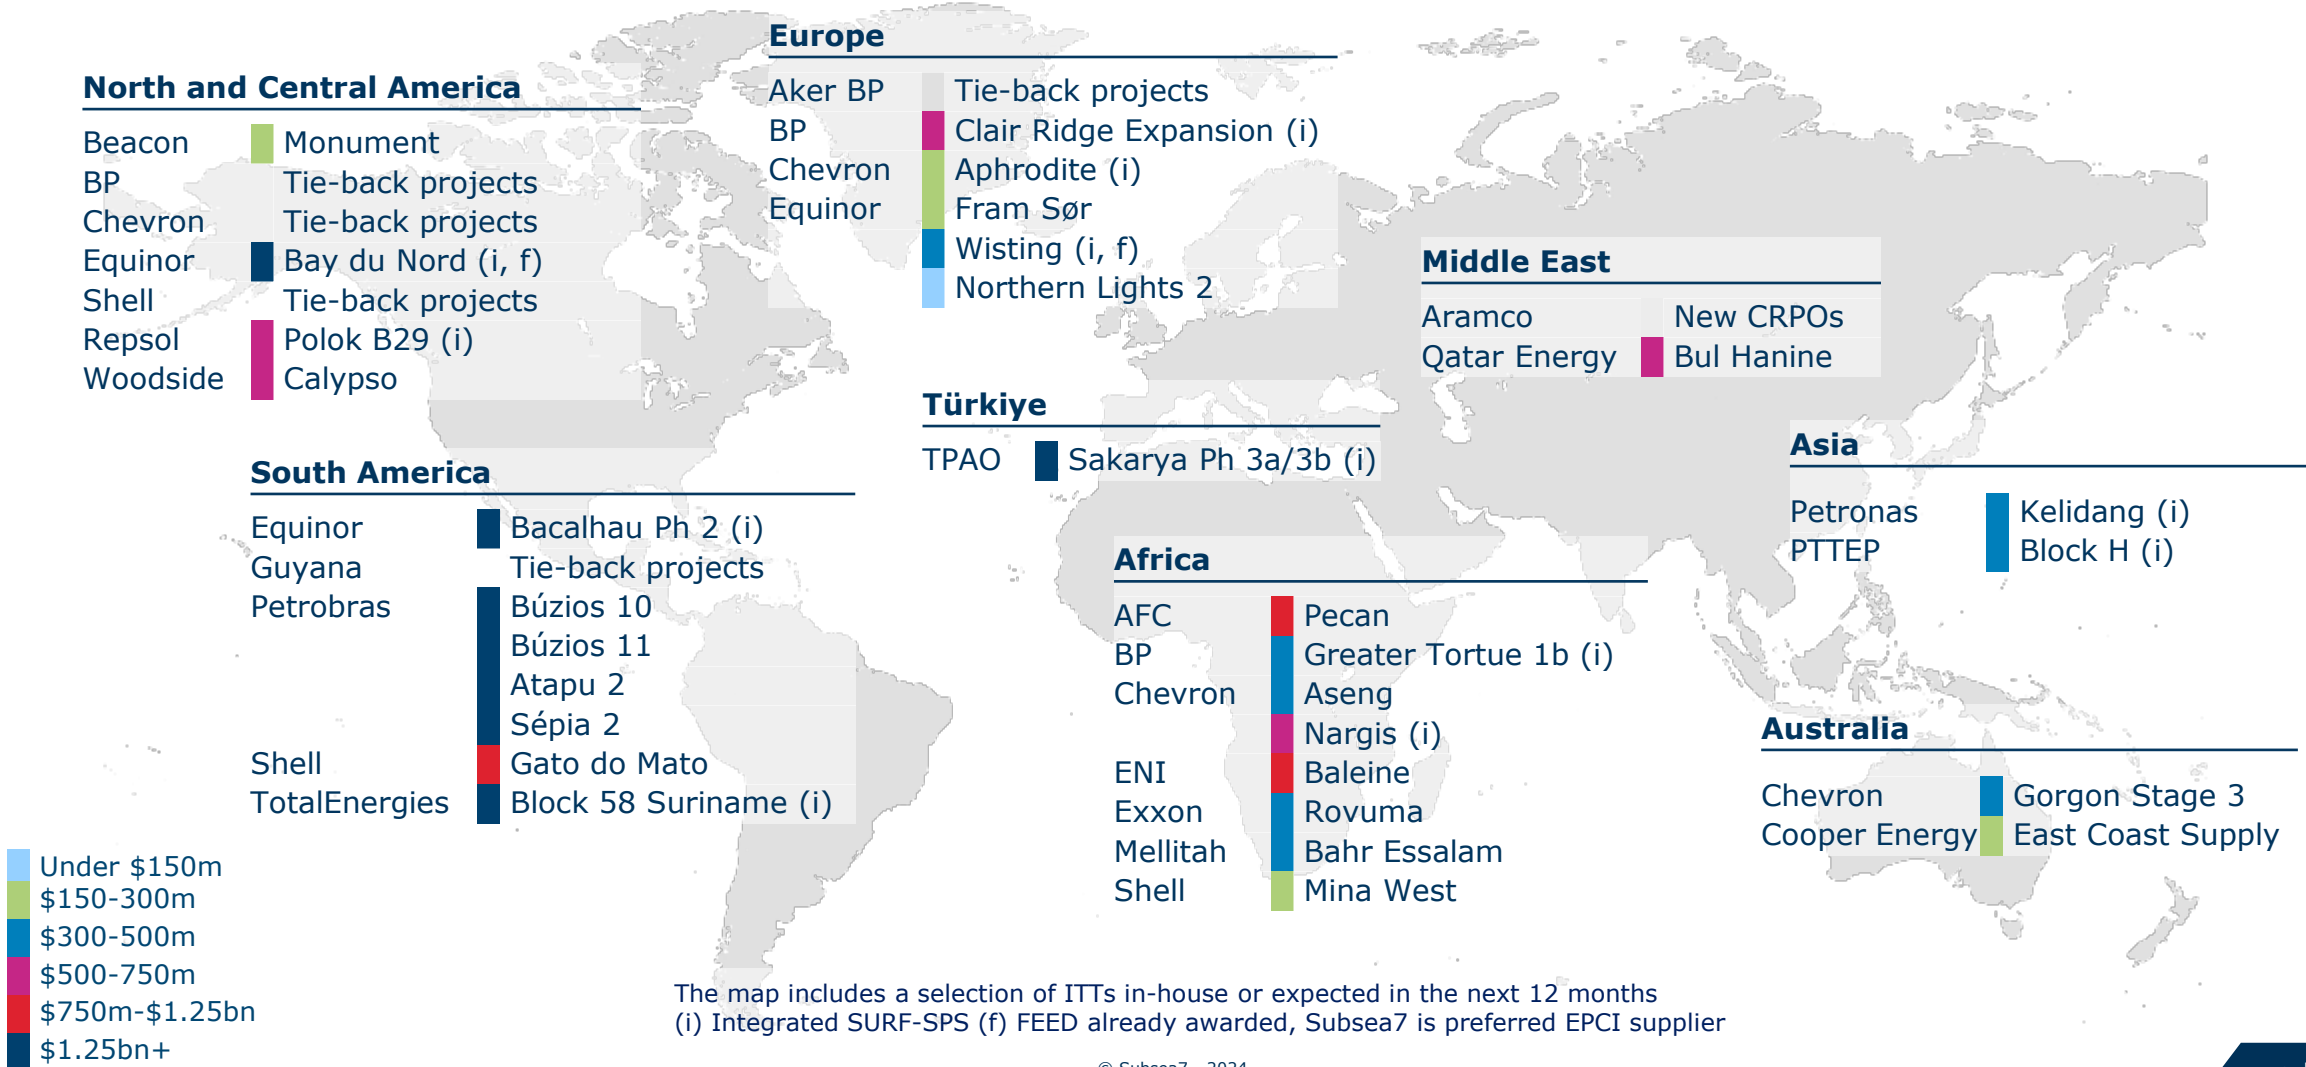 Europe
Aker BP Tie-back projects
BP Clair Ridge Expansion (i)
Chevron Aphrodite (i)
Equinor Fram Sør
Wisting (i, f)
Northern Lights 2
North and Central America
Beacon Monument
BP Tie-back projects
Chevron Tie-back projects
Equinor Bay du Nord (i, f)
Shell Tie-back projects
Repsol Polok B29 (i)
Woodside Calypso
Middle East
Aramco New CRPOs
Qatar Energy Bul Hanine
Türkiye
TPAO Sakarya Ph 3a/3b (i)
Asia
Petronas Kelidang (i)
PTTEP Block H (i)
South America
Equinor Bacalhau Ph 2 (i)
Guyana Tie-back projects
Petrobras Búzios 10
Búzios 11
Atapu 2
Sépia 2
Shell Gato do Mato
TotalEnergies Block 58 Suriname (i)
Africa
AFC Pecan
BP Greater Tortue 1b (i)
Chevron Aseng
Nargis (i)
ENI Baleine
Exxon Rovuma
Mellitah Bahr Essalam
Shell Mina West
Australia
Chevron Gorgon Stage 3
Cooper Energy East Coast Supply
Under $150m
$150-300m
$300-500m
$500-750m
$750m-$1.25bn
$1.25bn+
The map includes a selection of ITTs in-house or expected in the next 12 months
(i) Integrated SURF-SPS (f) FEED already awarded, Subsea7 is preferred EPCI supplier